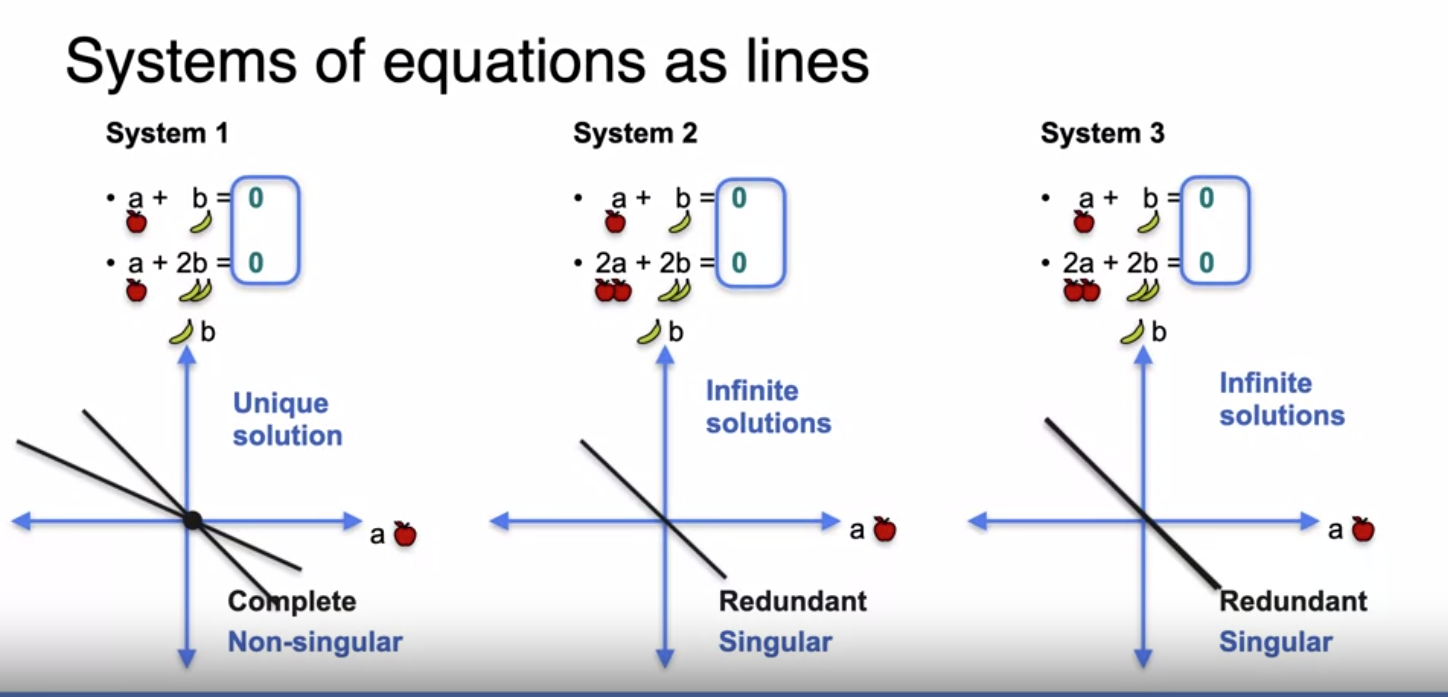 Systems of equations as lines
System 1
• a + b = 0
• a + 2b = 0
b
Unique
solution
a
Complete
Non-singular
System 2
• a + b = 0
• 2a + 2b = 0
b
Infinite
solutions
a
Redundant
Singular
System 3
• a + b = 0
• 2a + 2b = 0
b
Infinite
solutions
a
Redundant
Singular